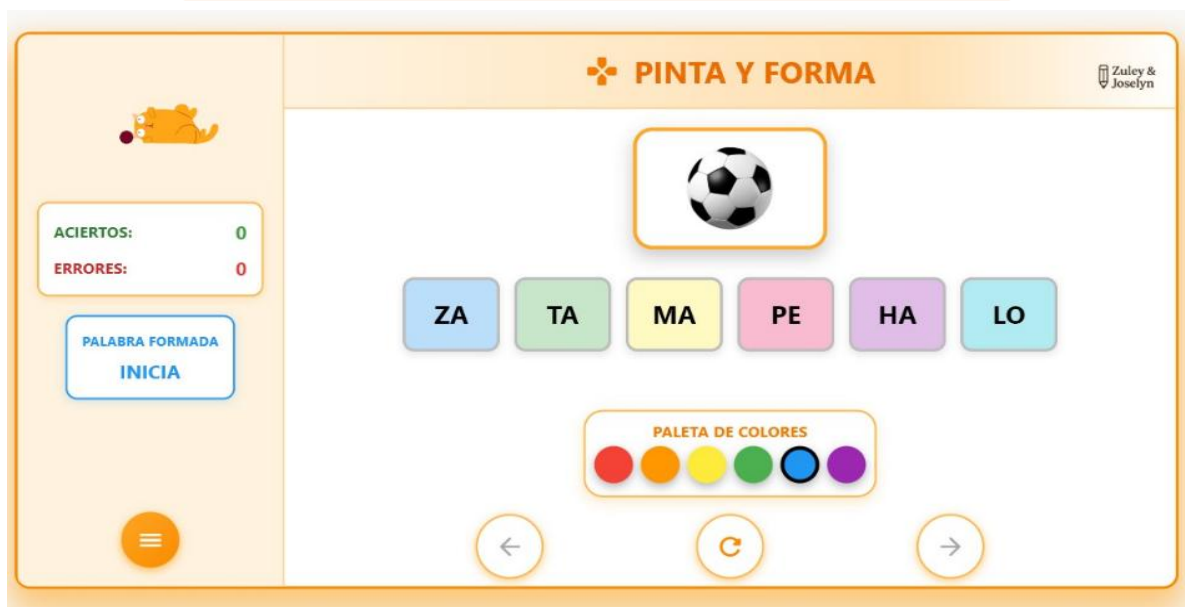 PINTA Y FORMA
Zuley &
Joselyn
ACIERTOS: 0
ERRORES: 0
PALABRA FORMADA
INICIA
ZA TA MA PE HA LO
PALETA DE COLORES